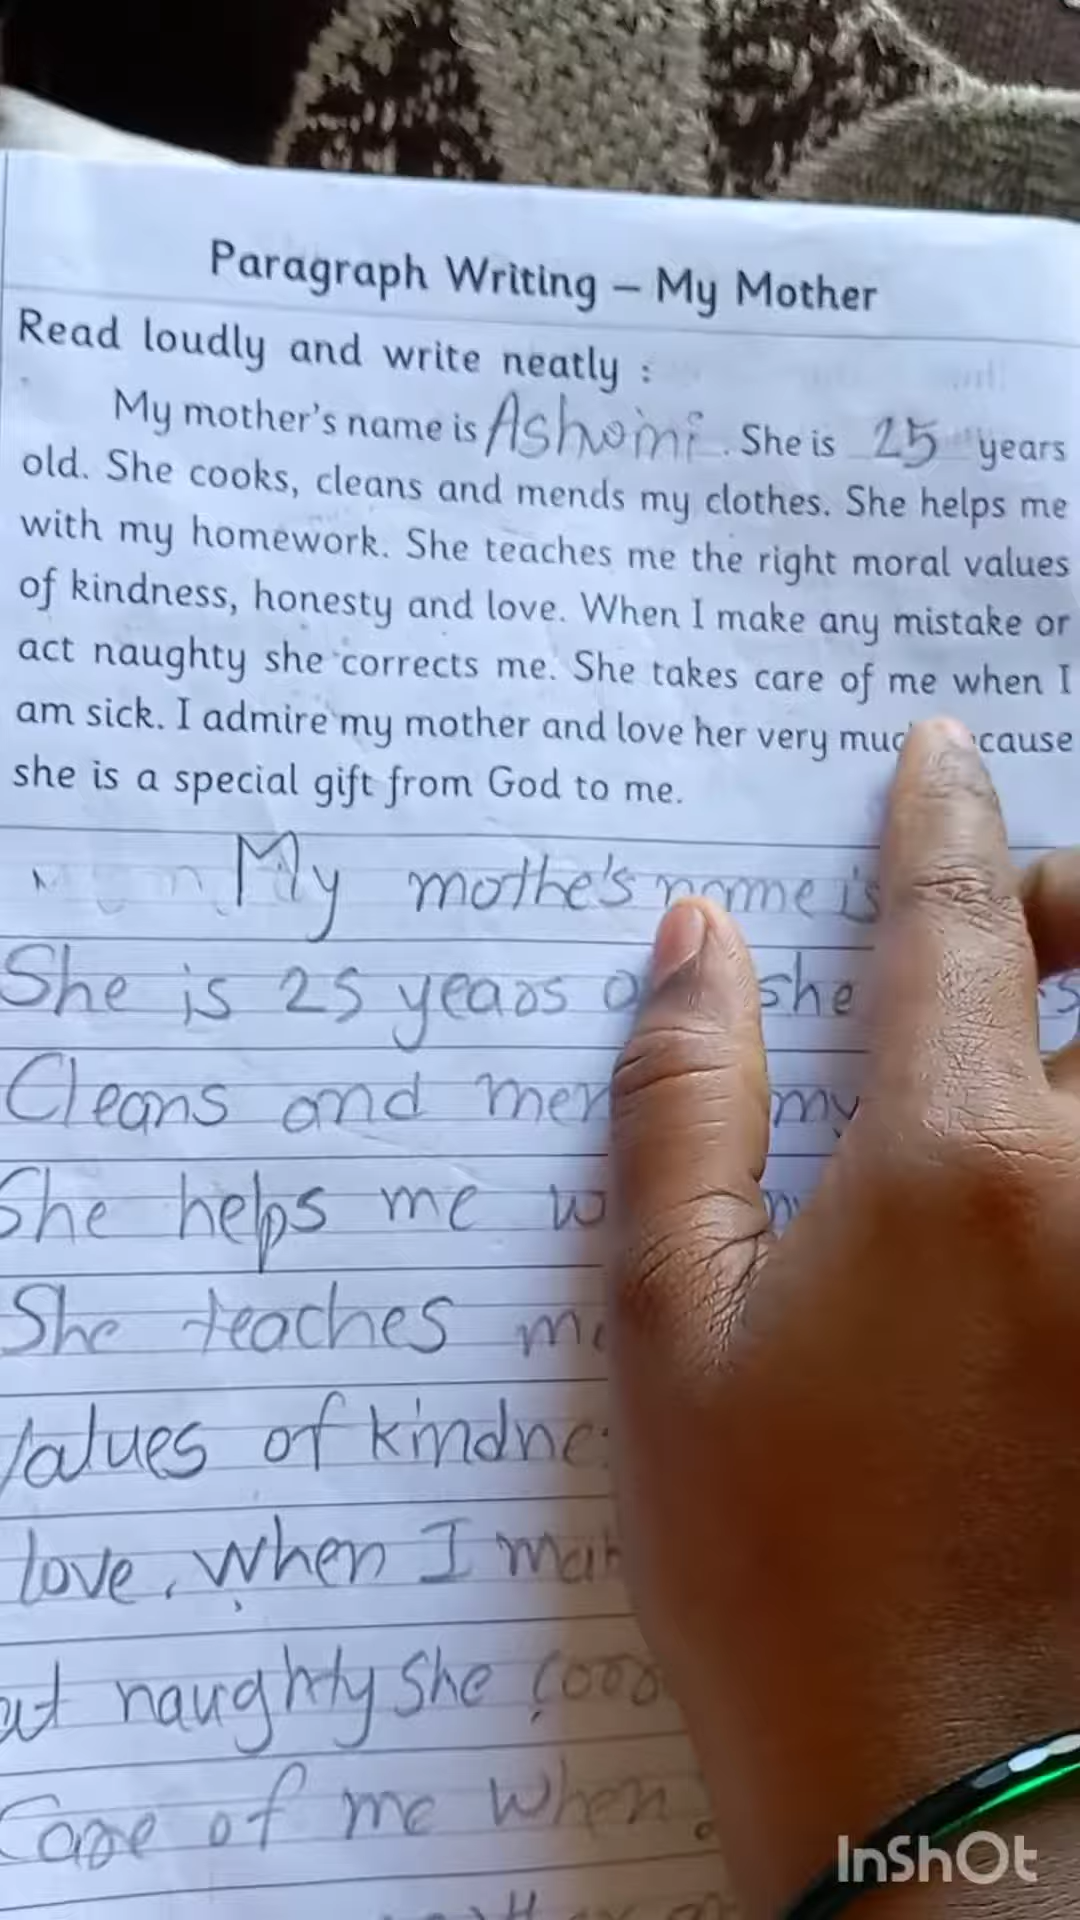 Paragraph Writing – My Mother
Read loudly and write neatly :
My mother's name is Ashwini. She is 25 years
old. She cooks, cleans and mends my clothes. She helps me
with my homework. She teaches me the right moral values
of kindness, honesty and love. When I make any mistake or
act naughty she corrects me. She takes care of me when I
am sick. I admire my mother and love her very
she is a special gift from God to me.
My mothe's name is
She is 25 years she
Cleans and my
She helps me
She teaches
values of
love. When I
naughty she
Care of me when
InShOt